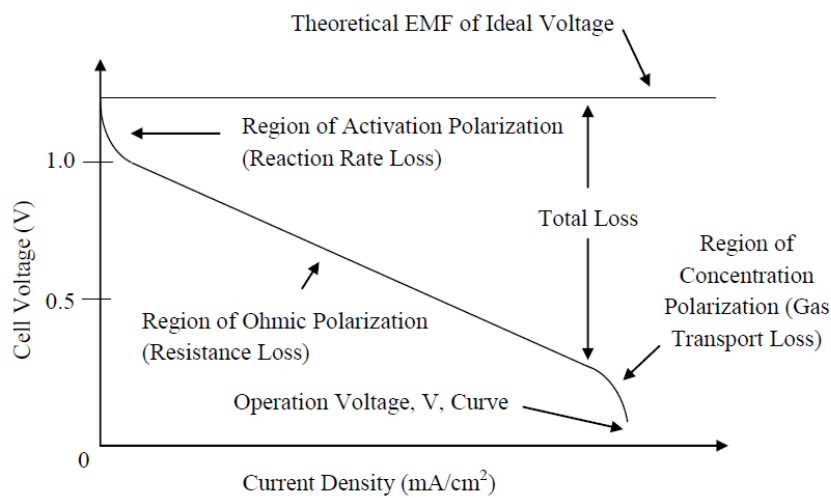 Theoretical EMF of Ideal Voltage
Region of Activation Polarization
(Reaction Rate Loss)
1.0
Total Loss
Region of
Concentration
Polarization (Gas
Transport Loss)
Cell Voltage (V)
0.5
Region of Ohmic Polarization
(Resistance Loss)
Operation Voltage, V, Curve
0
Current Density (mA/cm²)